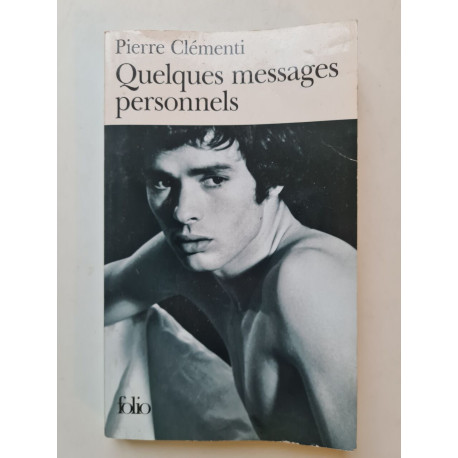 Pierre Clémenti
Quelques messages
personnels
folio